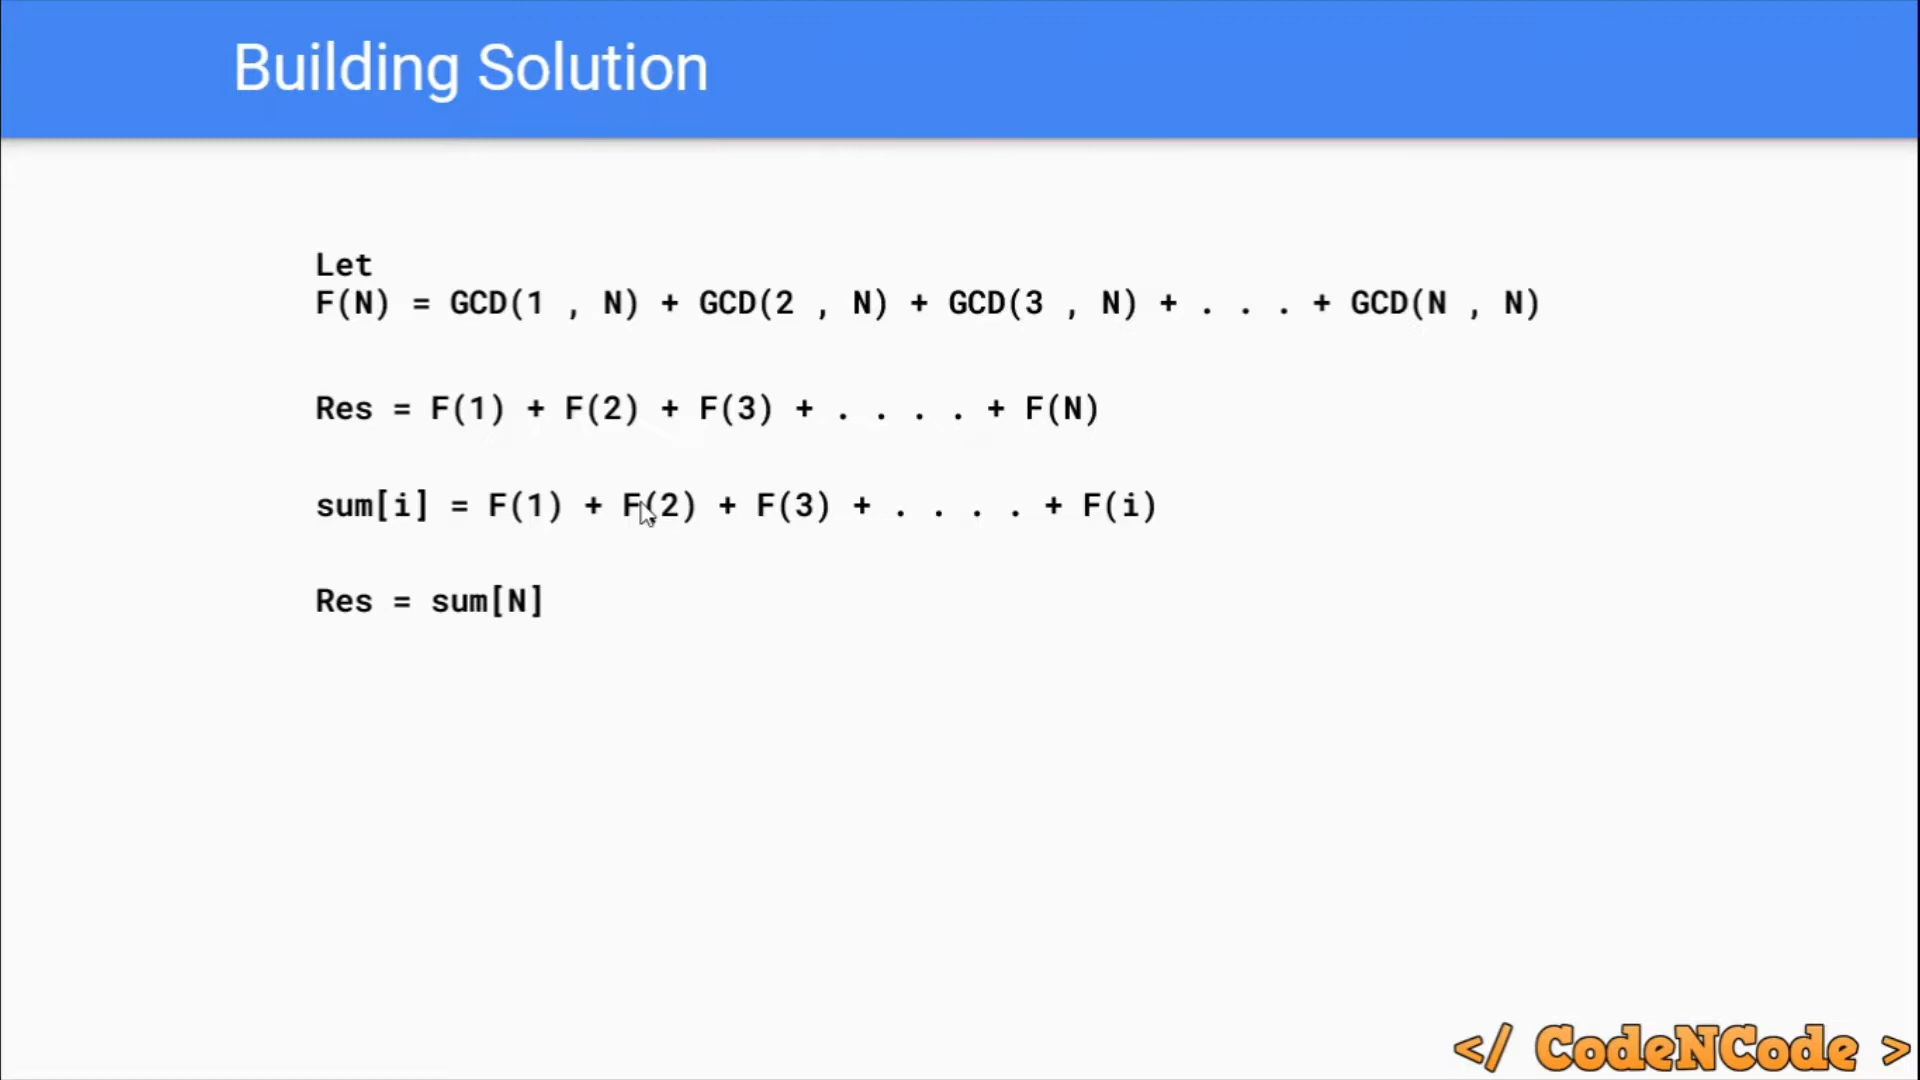 Building Solution
Let
F(N) = GCD(1 , N) + GCD(2 , N) + GCD(3 , N) + . . . + GCD(N , N)
Res = F(1) + F(2) + F(3) + . . . . + F(N)
sum[i] = F(1) + F(2) + F(3) + . . . . + F(i)
Res = sum[N]
</ CodeNCode >